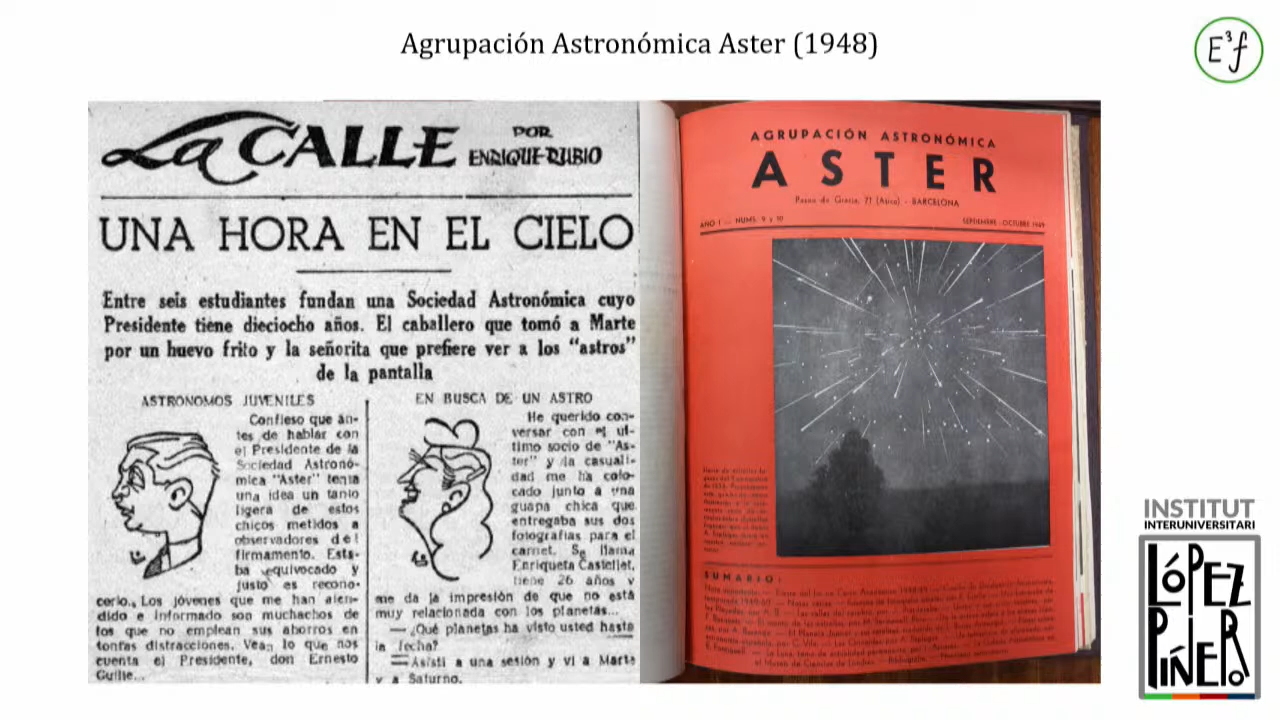 Agrupación Astronómica Aster (1948)
E³f
La CALLE
POR
ENRIQUE-RUBIO
UNA HORA EN EL CIELO
Entre seis estudiantes fundan una Sociedad Astronómica cuyo
Presidente tiene dieciocho años. El caballero que tomó a Marte
por un huevo frito y la señorita que prefiere ver a los "astros"
de la pantalla
ASTRONOMOS JUVENILES
Confieso que an-
tes de hablar con
el Presidente de la
Sociedad Astronó-
mica "Aster" tenía
una idea un tanto
ligera de estos
chicos metidos a
observadores del
firmamento. Esta-
ba equivocado y
justo es recono-
cerlo. Los jóvenes que me han aten-
dido e informado son muchachos de
los que no emplean sus ahorros en
tontas distracciones. Vean lo que nos
cuenta el Presidente, don Ernesto
Guille...
EN BUSCA DE UN ASTRO
He querido con-
versar con el úl-
timo socio de "As-
ter" y la casuali-
dad me ha colo-
cado junto a una
guapa chica que
entregaba sus dos
fotografías para el
carnet. Se llama
Enriqueta Castellet,
tiene 26 años y
me da la impresión de que no está
muy relacionada con los planetas...
— ¿Qué planetas ha visto usted hasta
la fecha?
— Asistí a una sesión y vi a Marte
y a Saturno.
AGRUPACIÓN ASTRONÓMICA
ASTER
Paseo de Gracia, 71 (Atico) - BARCELONA
AÑO I — NUMS. 9 y 10
SEPTIEMBRE - OCTUBRE 1949
SUMARIO:
INSTITUT
INTERUNIVERSITARI
LÓPEZ
PIÑERO